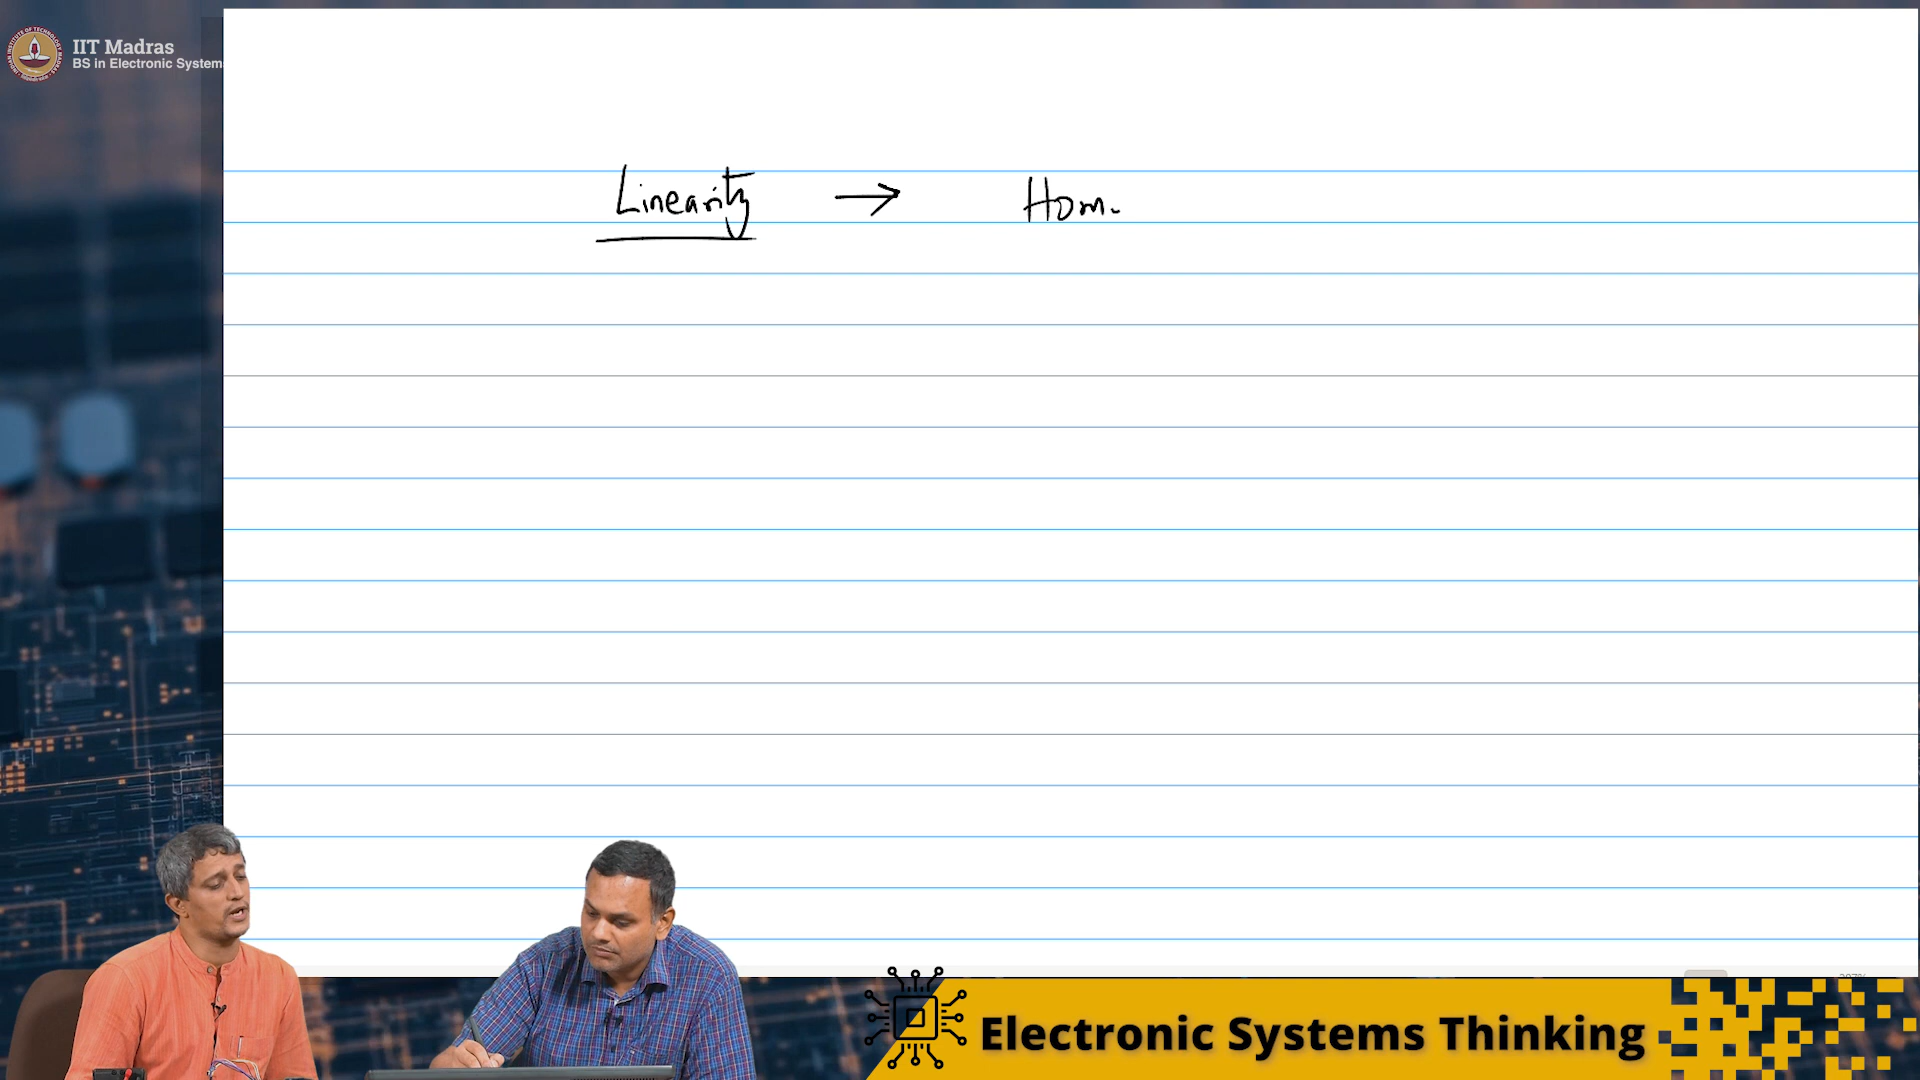 IIT Madras
BS in Electronic Systems
Linearity → Hom.
Electronic Systems Thinking